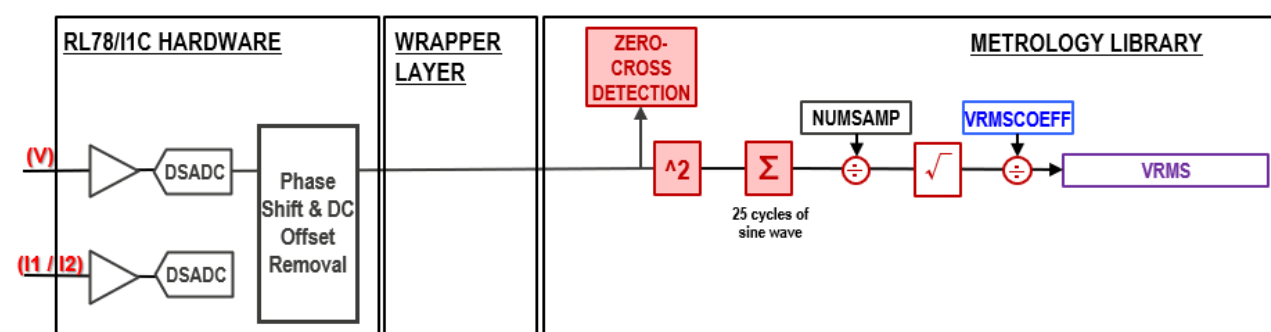 RL78/I1C HARDWARE
WRAPPER
LAYER
METROLOGY LIBRARY
ZERO-
CROSS
DETECTION
NUMSAMP
VRMSCOEFF
(V)
DSADC
Phase
Shift & DC
Offset
Removal
^2
Σ
÷
√
÷
VRMS
25 cycles of
sine wave
(I1 / I2)
DSADC